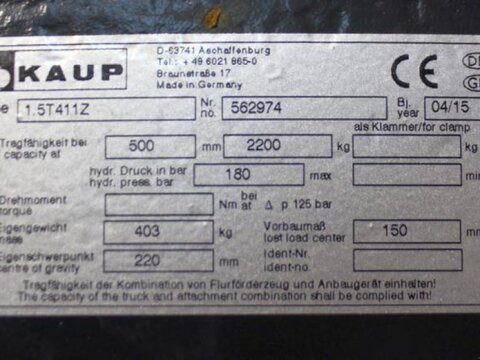 KAUP
D-63741 Aschaffenburg
Tel.: +49 6021 865-0
Braunstraße 17
Made in Germany
CE
1.5T411Z
Nr. no. 562974
Bj. year 04/15
als Klammer/for clamp
Tragfähigkeit bei
capacity at 500 mm 2200 kg kg
hydr. Druck in bar
hydr. press. bar 180 max min
Drehmoment
torque Nm at bei Δ p 125 bar
Eigengewicht
mass 403 kg
Vorbaumaß
lost load center 150 mm
Eigenschwerpunkt
centre of gravity 220 mm
Ident-Nr.
ident-no.
Tragfähigkeit der Kombination von Flurförderzeug und Anbaugerät einhalten!
The capacity of the truck and attachment combination shall be complied with!